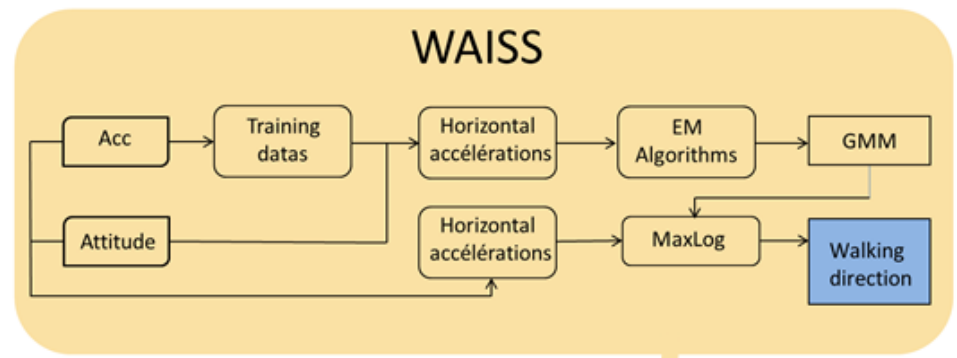 WAISS
Acc
Training
datas
Horizontal
accélérations
EM
Algorithms
GMM
Attitude
Horizontal
accélérations
MaxLog
Walking
direction